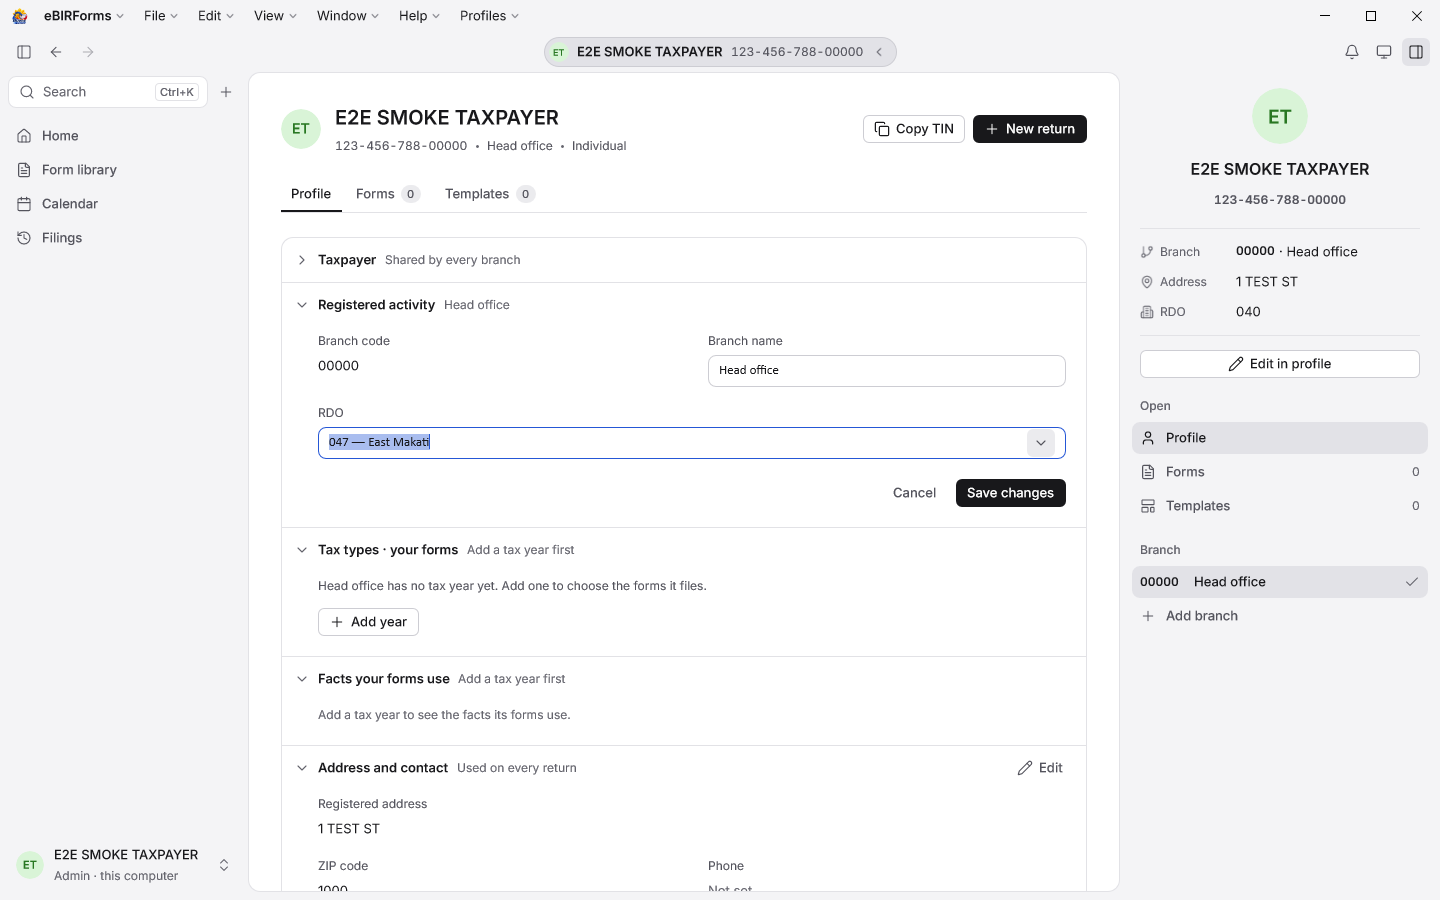 eBIRForms File Edit View Window Help Profiles
ET E2E SMOKE TAXPAYER 123-456-788-00000
Search Ctrl+K
Home
Form library
Calendar
Filings
ET E2E SMOKE TAXPAYER
Admin · this computer
ET
E2E SMOKE TAXPAYER
123-456-788-00000 • Head office • Individual
Copy TIN
New return
Profile Forms 0 Templates 0
Taxpayer Shared by every branch
Registered activity Head office
Branch code
00000
Branch name
Head office
RDO
047 — East Makati
Cancel Save changes
Tax types · your forms Add a tax year first
Head office has no tax year yet. Add one to choose the forms it files.
Add year
Facts your forms use Add a tax year first
Add a tax year to see the facts its forms use.
Address and contact Used on every return Edit
Registered address
1 TEST ST
ZIP code
1000
Phone
Not set
ET
E2E SMOKE TAXPAYER
123-456-788-00000
Branch 00000 · Head office
Address 1 TEST ST
RDO 040
Edit in profile
Open
Profile
Forms 0
Templates 0
Branch
00000 Head office
Add branch